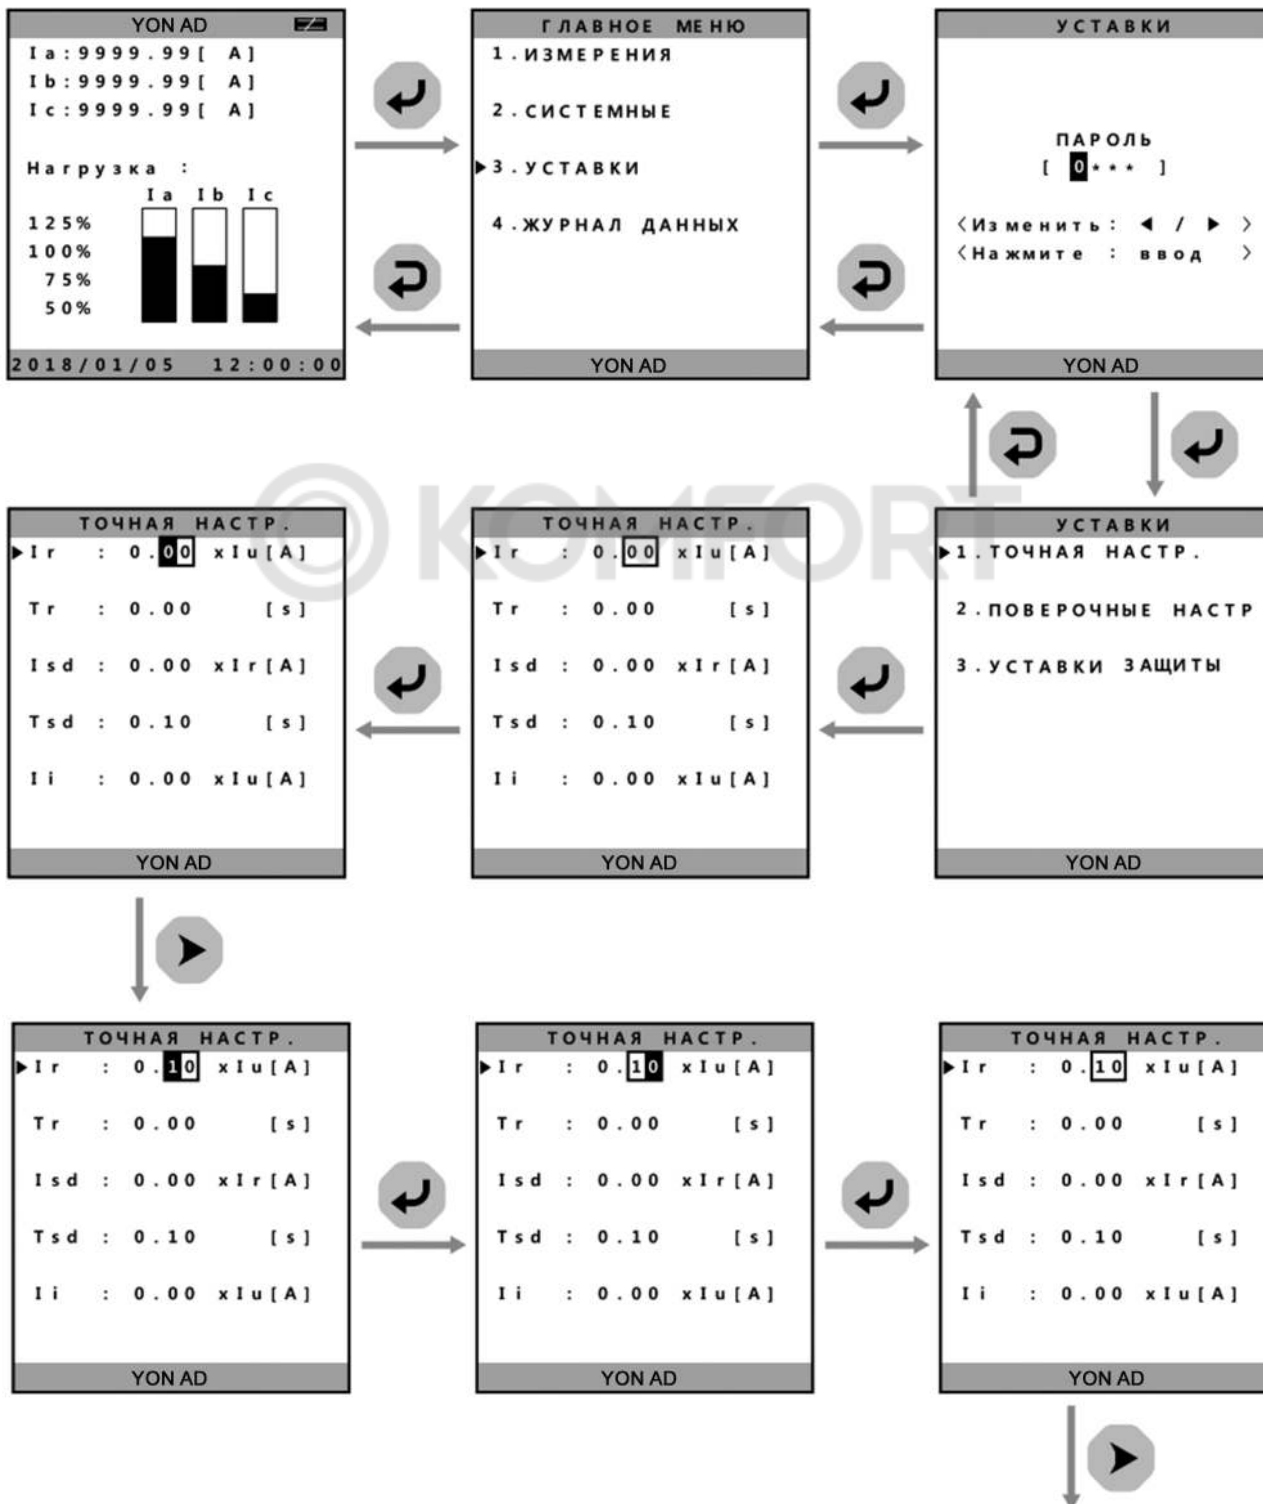 YON AD
Ia:9999.99[ A]
Ib:9999.99[ A]
Ic:9999.99[ A]
Нагрузка :
Ia Ib Ic
125%
100%
75%
50%
2018/01/05 12:00:00
ГЛАВНОЕ МЕНЮ
1.ИЗМЕРЕНИЯ
2.СИСТЕМНЫЕ
▶3.УСТАВКИ
4.ЖУРНАЛ ДАННЫХ
YON AD
УСТАВКИ
ПАРОЛЬ
[ 0*** ]
<Изменить: ◀ / ▶ >
<Нажмите : ввод >
YON AD
KOMFORT
ТОЧНАЯ НАСТР.
▶Ir : 0.00 xIu[A]
Tr : 0.00 [s]
Isd : 0.00 xIr[A]
Tsd : 0.10 [s]
Ii : 0.00 xIu[A]
YON AD
ТОЧНАЯ НАСТР.
▶Ir : 0.00 xIu[A]
Tr : 0.00 [s]
Isd : 0.00 xIr[A]
Tsd : 0.10 [s]
Ii : 0.00 xIu[A]
YON AD
УСТАВКИ
▶1.ТОЧНАЯ НАСТР.
2.ПОВЕРОЧНЫЕ НАСТР
3.УСТАВКИ ЗАЩИТЫ
YON AD
ТОЧНАЯ НАСТР.
▶Ir : 0.10 xIu[A]
Tr : 0.00 [s]
Isd : 0.00 xIr[A]
Tsd : 0.10 [s]
Ii : 0.00 xIu[A]
YON AD
ТОЧНАЯ НАСТР.
▶Ir : 0.10 xIu[A]
Tr : 0.00 [s]
Isd : 0.00 xIr[A]
Tsd : 0.10 [s]
Ii : 0.00 xIu[A]
YON AD
ТОЧНАЯ НАСТР.
▶Ir : 0.10 xIu[A]
Tr : 0.00 [s]
Isd : 0.00 xIr[A]
Tsd : 0.10 [s]
Ii : 0.00 xIu[A]
YON AD